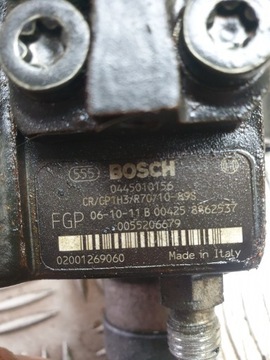 555 BOSCH
0445010156
CR/CP1H3/R70/10-89S
FGP 06-10-11 B 00425 8862537
0055206679
02001269060 Made in Italy